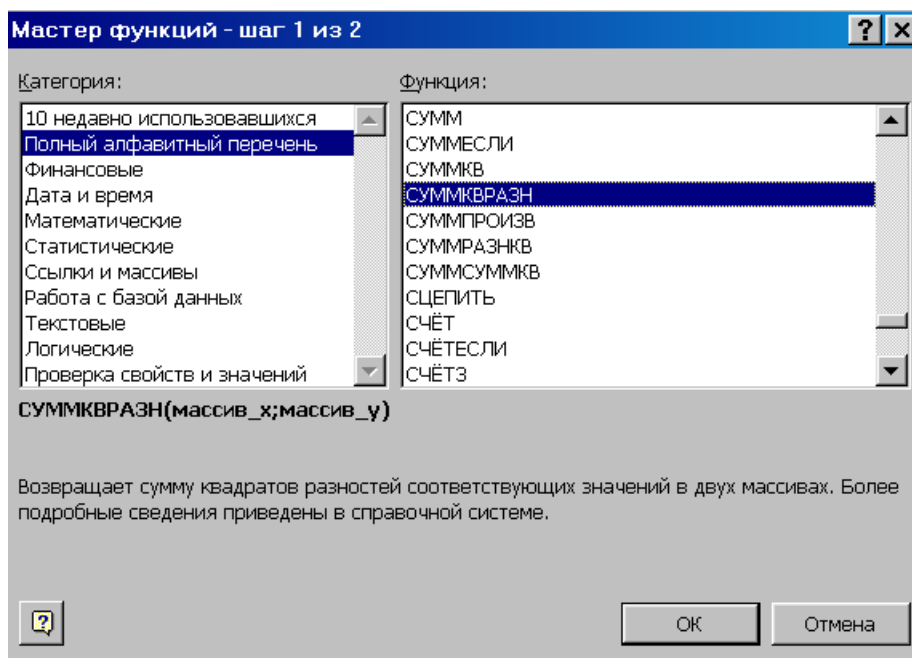 Мастер функций - шаг 1 из 2
Категория:
10 недавно использовавшихся
Полный алфавитный перечень
Финансовые
Дата и время
Математические
Статистические
Ссылки и массивы
Работа с базой данных
Текстовые
Логические
Проверка свойств и значений
Функция:
СУММ
СУММЕСЛИ
СУММКВ
СУММКВРАЗН
СУММПРОИЗВ
СУММРАЗНКВ
СУММСУММКВ
СЦЕПИТЬ
СЧЁТ
СЧЁТЕСЛИ
СЧЁТЗ
СУММКВРАЗН(массив_x;массив_y)
Возвращает сумму квадратов разностей соответствующих значений в двух массивах. Более
подробные сведения приведены в справочной системе.
ОК
Отмена